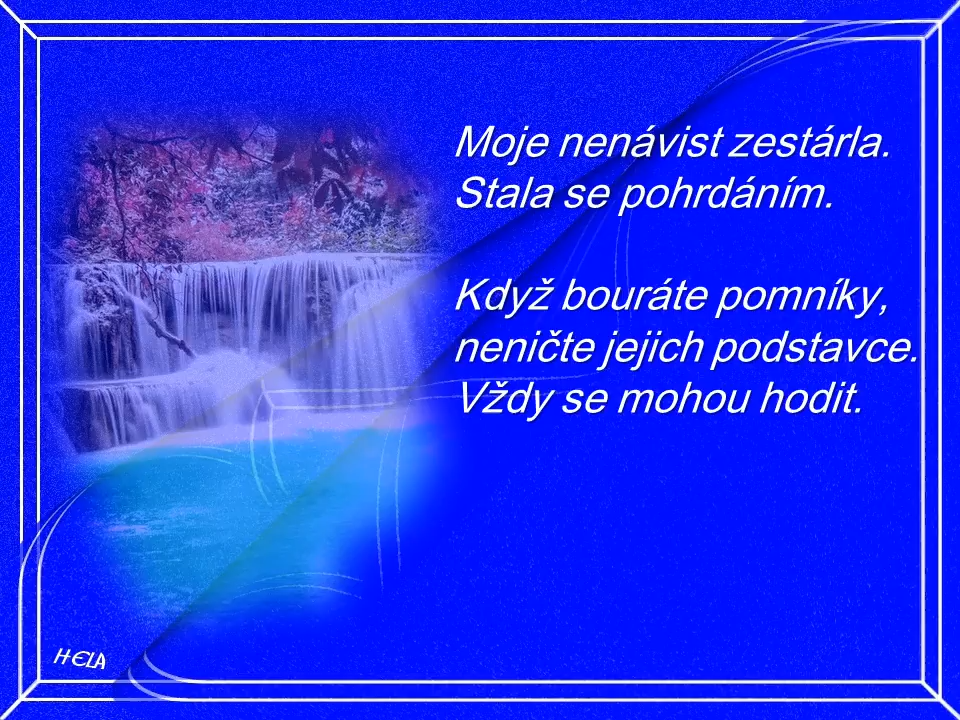 Moje nenávist zestárla.
Stala se pohrdáním.
Když bouráte pomníky,
neničte jejich podstavce.
Vždy se mohou hodit.
HELA